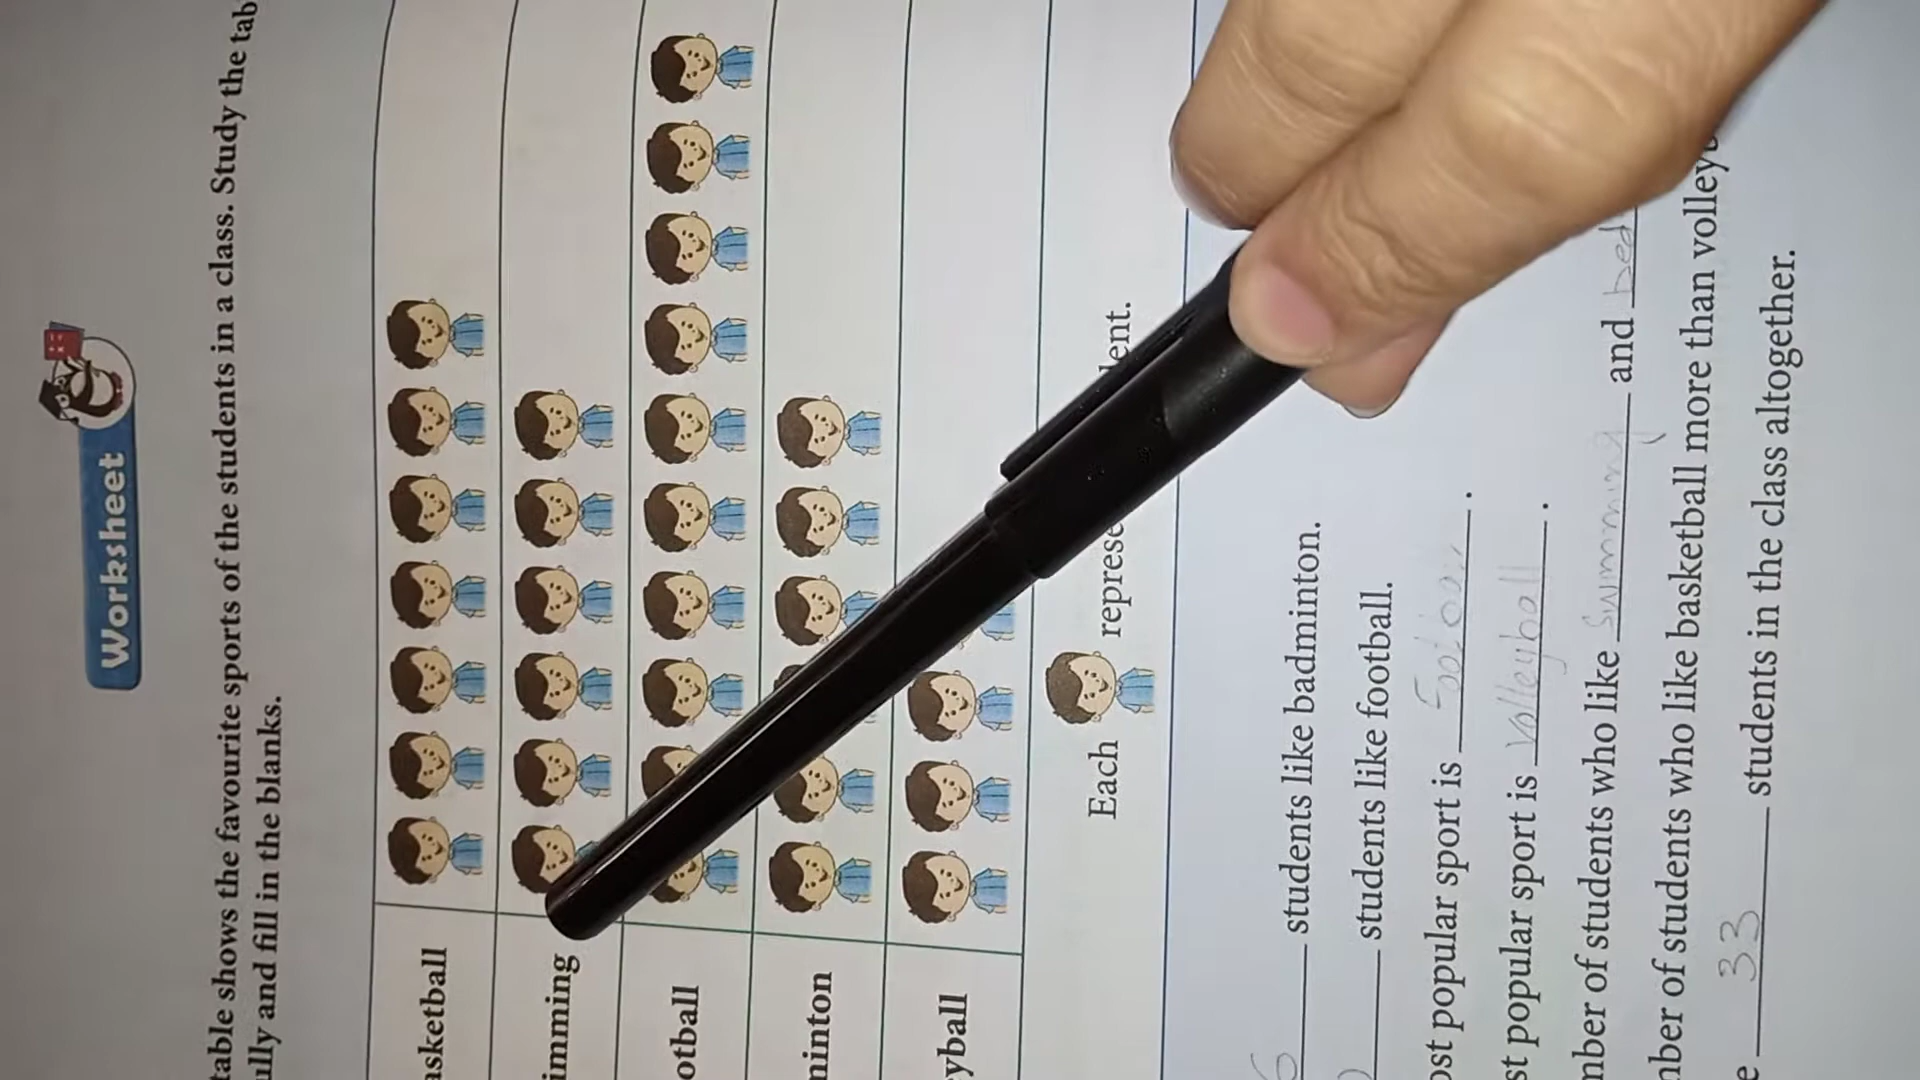 Worksheet
table shows the favourite sports of the students in a class. Study the tab
ully and fill in the blanks.
asketball
imming
otball
minton
yball
Each represe ent.
6 students like badminton.
students like football.
ost popular sport is
st popular sport is Volleyball.
mber of students who like Swimming and bad
mber of students who like basketball more than volleyb
e 33 students in the class altogether.